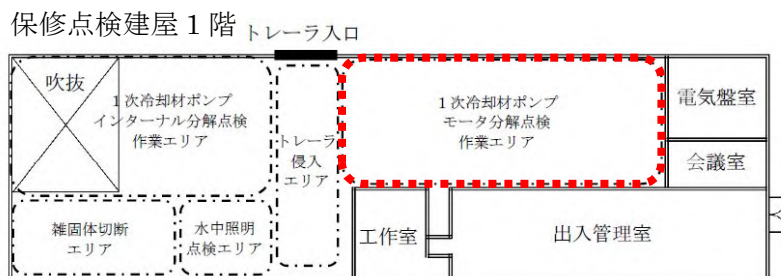 保修点検建屋1階
トレーラ入口
吹抜
1次冷却材ポンプ
インターナル分解点検
作業エリア
トレーラ
侵入
エリア
1次冷却材ポンプ
モータ分解点検
作業エリア
電気盤室
会議室
雑固体切断
エリア
水中照明
点検エリア
工作室
出入管理室